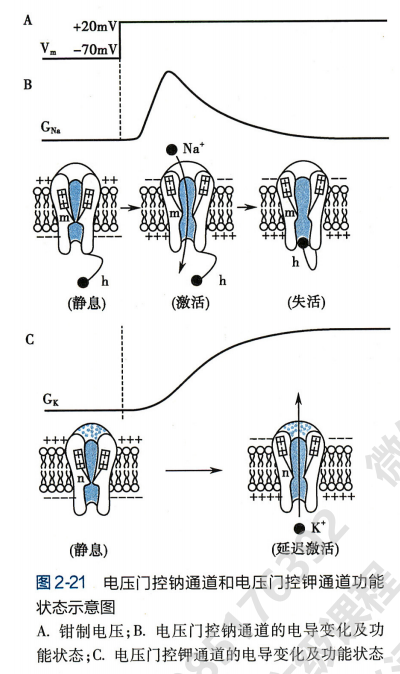 A
+20mV
Vm -70mV
B
GNa
Na+
++ ++
m m m
---- ---- ++++ ++++ +++ +++
h h h
(静息) (激活) (失活)
C
GK
++++ ++++ ---- ----
n n
---- ---- ++++ ++++
K+
(静息) (延迟激活)
图 2-21 电压门控钠通道和电压门控钾通道功能
状态示意图
A. 钳制电压;B. 电压门控钠通道的电导变化及功
能状态;C. 电压门控钾通道的电导变化及功能状态